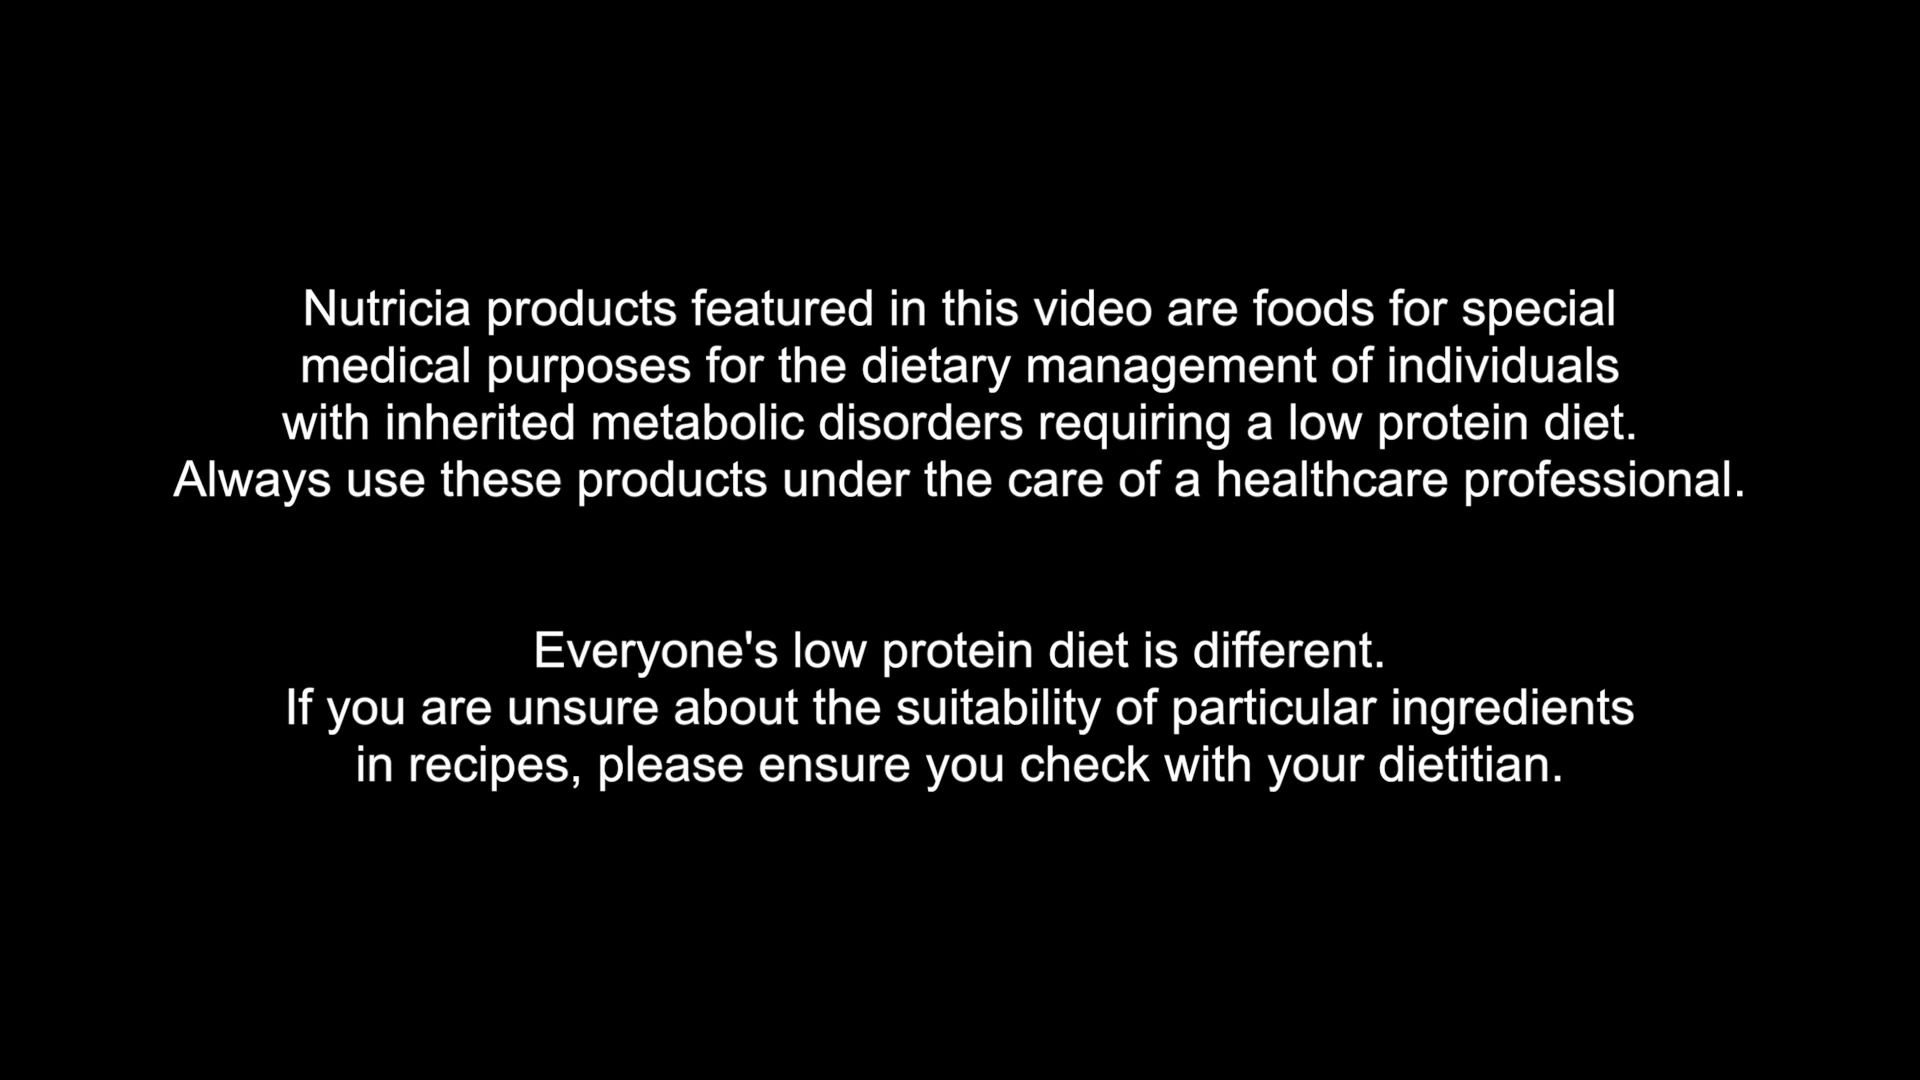 Nutricia products featured in this video are foods for special
medical purposes for the dietary management of individuals
with inherited metabolic disorders requiring a low protein diet.
Always use these products under the care of a healthcare professional.
Everyone's low protein diet is different.
If you are unsure about the suitability of particular ingredients
in recipes, please ensure you check with your dietitian.